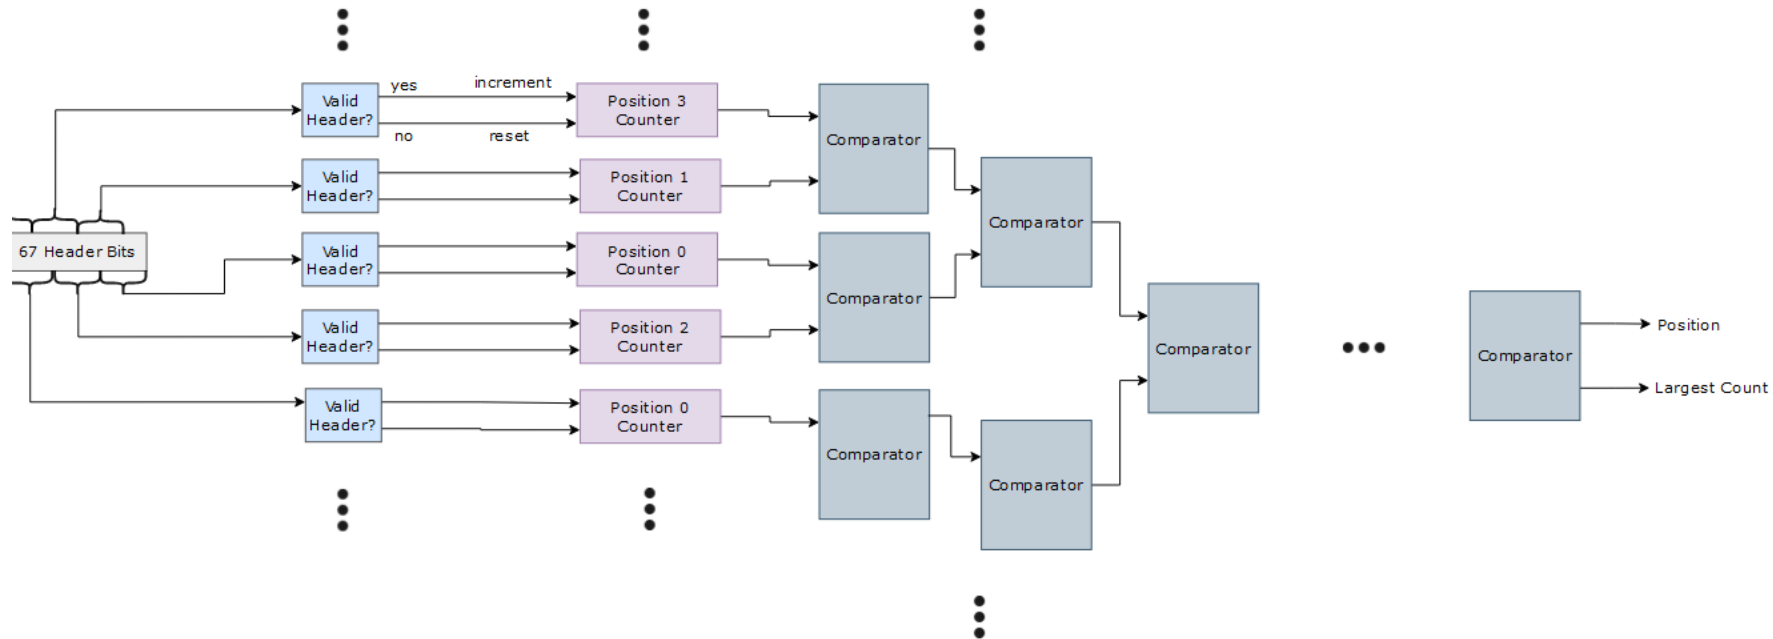 67 Header Bits
Valid
Header?
yes
increment
no
reset
Position 3
Counter
Valid
Header?
Position 1
Counter
Valid
Header?
Position 0
Counter
Valid
Header?
Position 2
Counter
Valid
Header?
Position 0
Counter
Comparator
Comparator
Comparator
Comparator
Comparator
Comparator
Comparator
Position
Largest Count